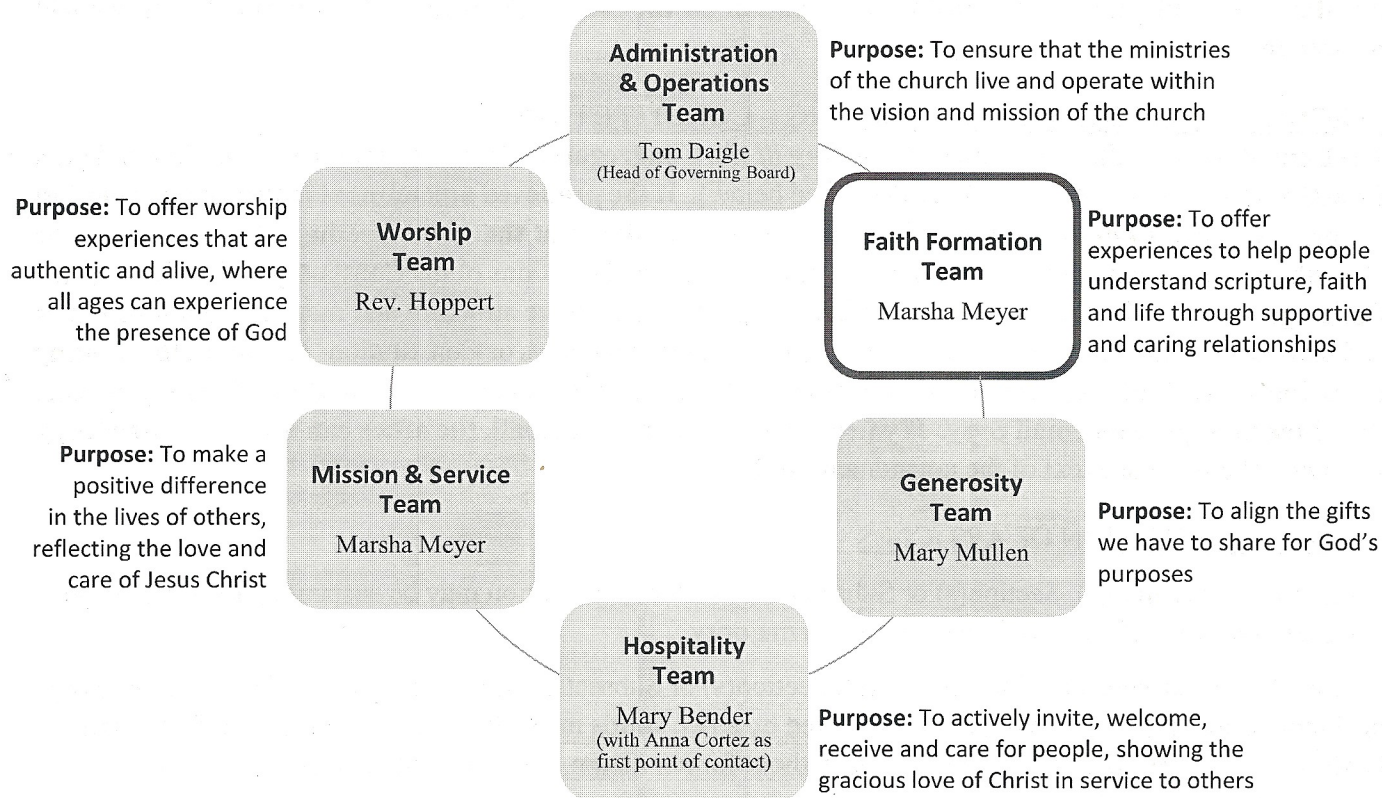 Administration
& Operations
Team
Tom Daigle
(Head of Governing Board)
Purpose: To ensure that the ministries
of the church live and operate within
the vision and mission of the church
Faith Formation
Team
Marsha Meyer
Purpose: To offer
experiences to help people
understand scripture, faith
and life through supportive
and caring relationships
Generosity
Team
Mary Mullen
Purpose: To align the gifts
we have to share for God’s
purposes
Hospitality
Team
Mary Bender
(with Anna Cortez as
first point of contact)
Purpose: To actively invite, welcome,
receive and care for people, showing the
gracious love of Christ in service to others
Mission & Service
Team
Marsha Meyer
Purpose: To make a
positive difference
in the lives of others,
reflecting the love and
care of Jesus Christ
Worship
Team
Rev. Hoppert
Purpose: To offer worship
experiences that are
authentic and alive, where
all ages can experience
the presence of God